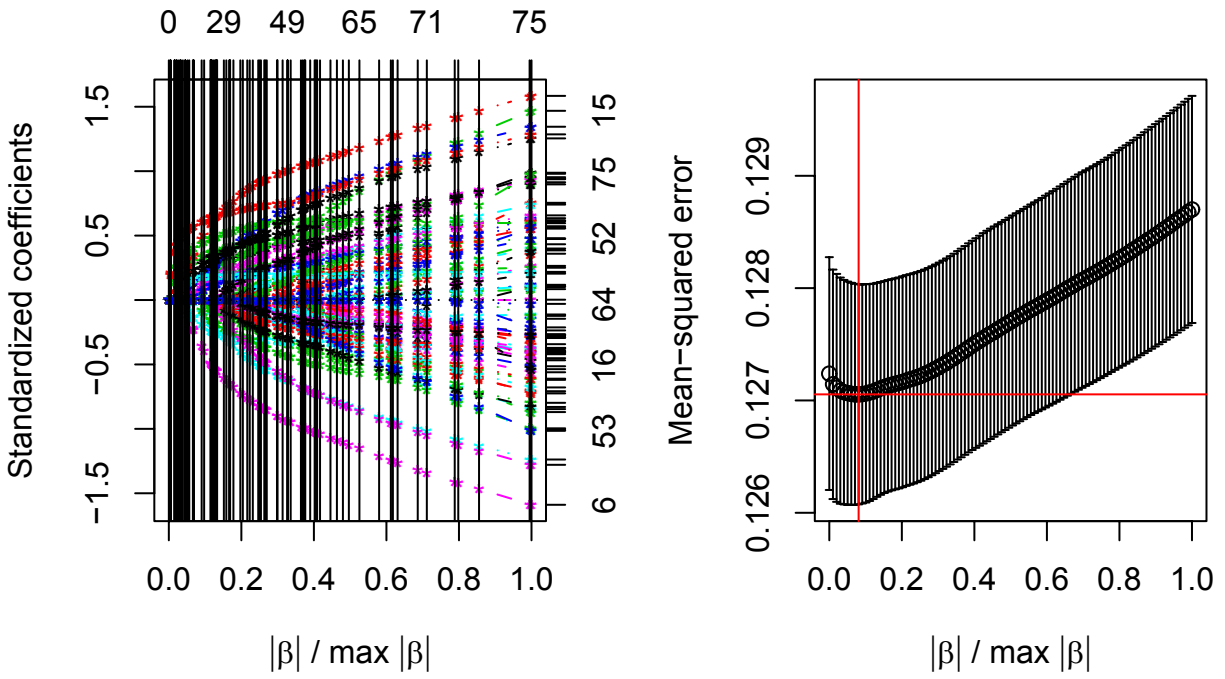 0 29 49 65 71 75
Standardized coefficients
1.5
0.5
−0.5
−1.5
15
75
52
64
16
53
6
0.0 0.2 0.4 0.6 0.8 1.0
|β| / max |β|
Mean−squared error
0.129
0.128
0.127
0.126
0.0 0.2 0.4 0.6 0.8 1.0
|β| / max |β|